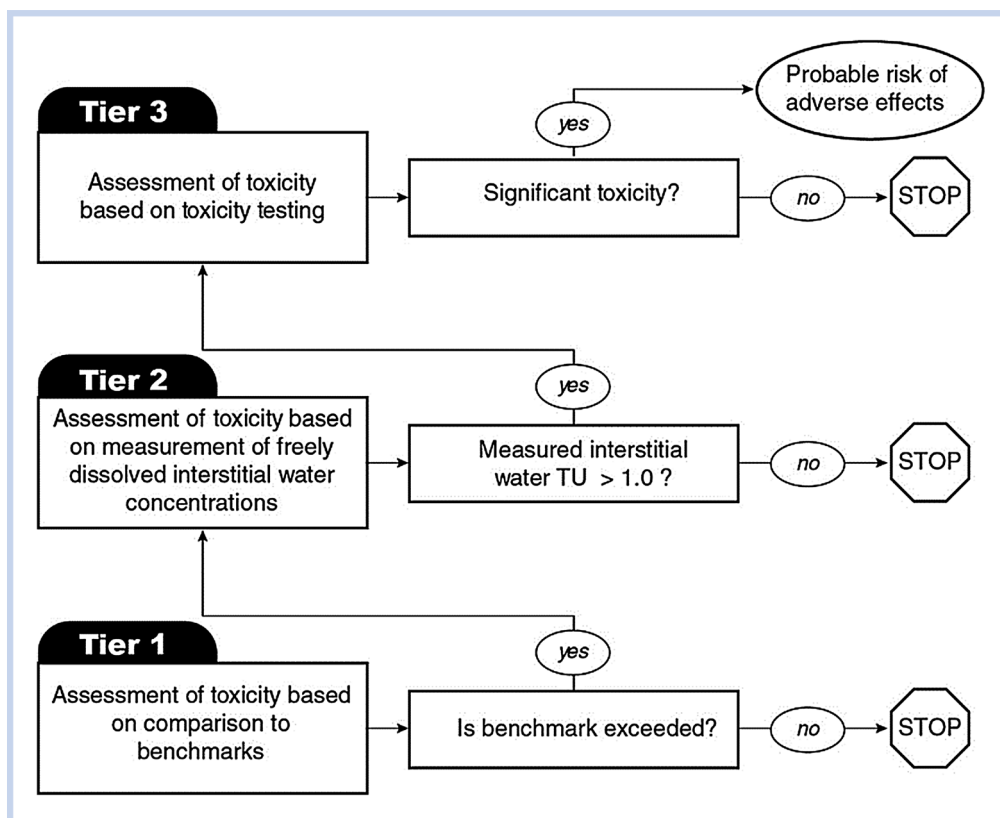 Tier 3
Assessment of toxicity
based on toxicity testing
yes
Significant toxicity?
Probable risk of
adverse effects
no
STOP
Tier 2
Assessment of toxicity based
on measurement of freely
dissolved interstitial water
concentrations
yes
Measured interstitial
water TU > 1.0 ?
no
STOP
Tier 1
Assessment of toxicity based
on comparison to
benchmarks
yes
Is benchmark exceeded?
no
STOP